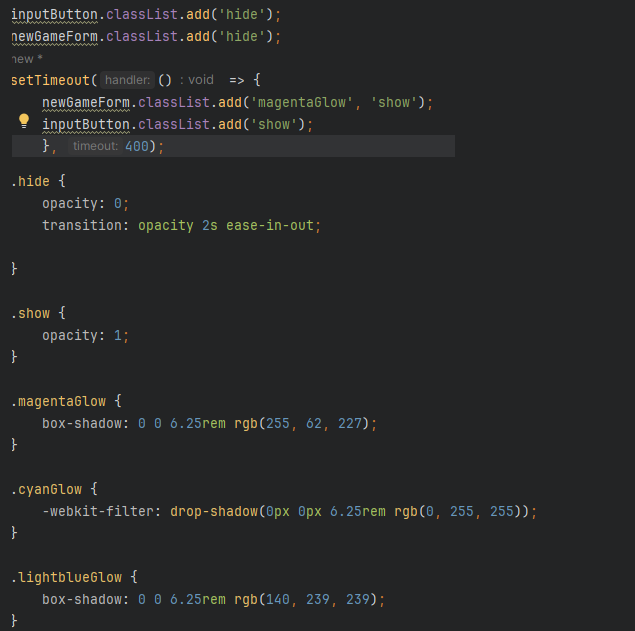 inputButton.classList.add('hide');
newGameForm.classList.add('hide');
new *
setTimeout( handler: () : void => {
    newGameForm.classList.add('magentaGlow', 'show');
    inputButton.classList.add('show');
    }, timeout: 400);
.hide {
    opacity: 0;
    transition: opacity 2s ease-in-out;
}
.show {
    opacity: 1;
}
.magentaGlow {
    box-shadow: 0 0 6.25rem rgb(255, 62, 227);
}
.cyanGlow {
    -webkit-filter: drop-shadow(0px 0px 6.25rem rgb(0, 255, 255));
}
.lightblueGlow {
    box-shadow: 0 0 6.25rem rgb(140, 239, 239);
}